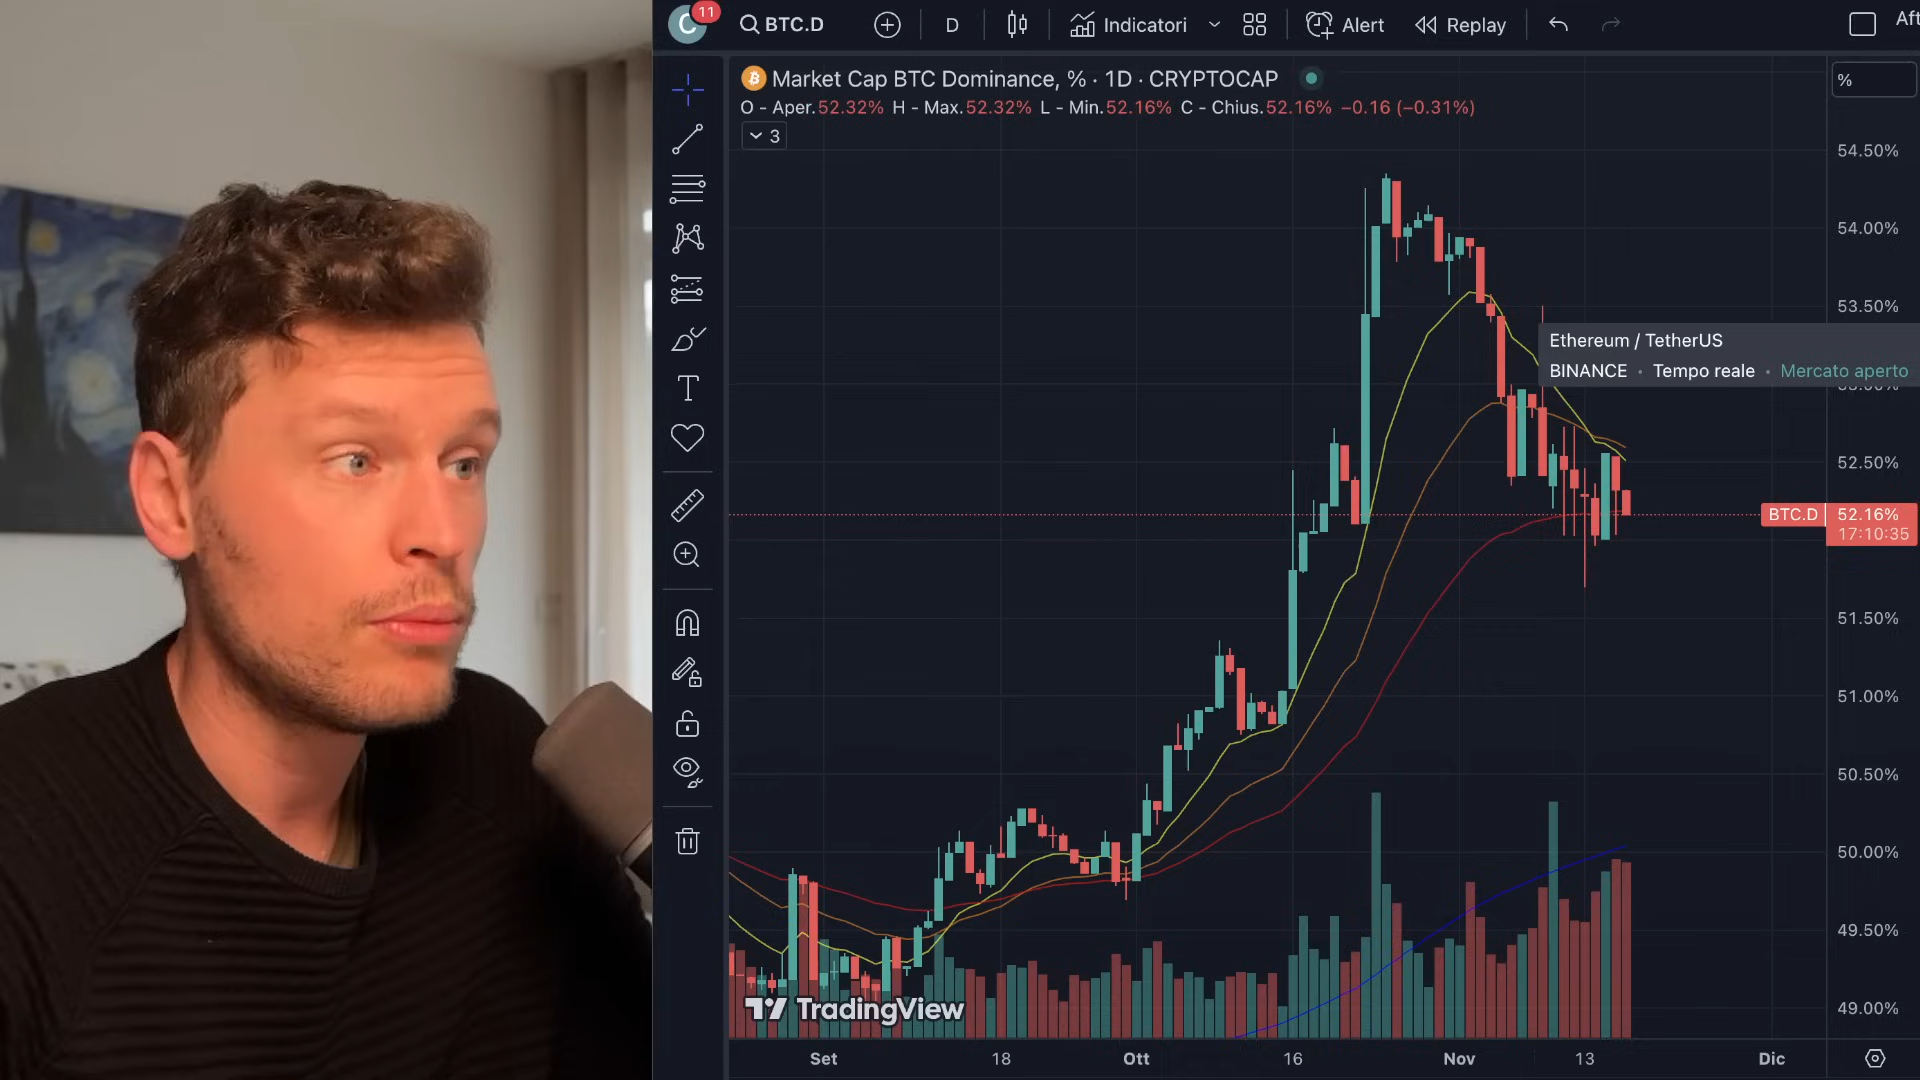 C
11
BTC.D
D
Indicatori
Alert
Replay
Aft
Market Cap BTC Dominance, % · 1D · CRYPTOCAP
O - Aper.52.32% H - Max.52.32% L - Min.52.16% C - Chius.52.16% −0.16 (−0.31%)
3
%
54.50%
54.00%
53.50%
Ethereum / TetherUS
BINANCE · Tempo reale · Mercato aperto
53.00%
52.50%
BTC.D 52.16%
17:10:35
51.50%
51.00%
50.50%
50.00%
49.50%
49.00%
TradingView
Set 18 Ott 16 Nov 13 Dic